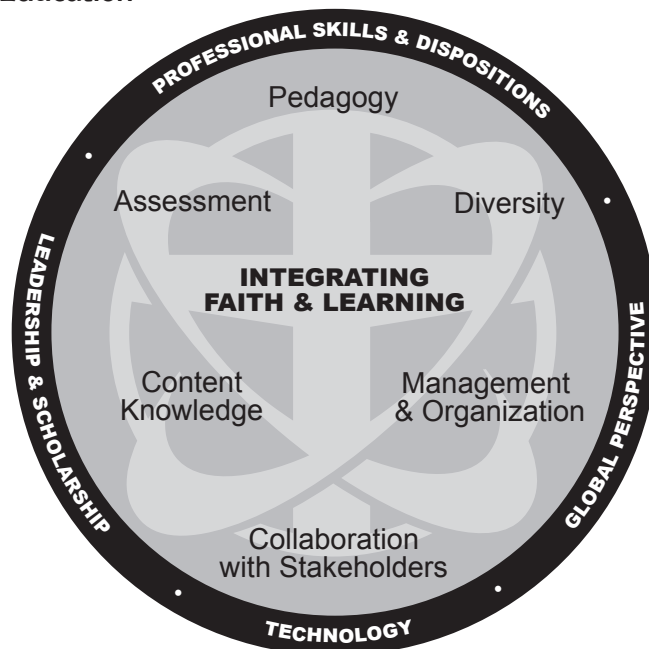 PROFESSIONAL SKILLS & DISPOSITIONS
Pedagogy
Assessment
Diversity
INTEGRATING
FAITH & LEARNING
LEADERSHIP & SCHOLARSHIP
GLOBAL PERSPECTIVE
Content
Knowledge
Management
& Organization
Collaboration
with Stakeholders
TECHNOLOGY